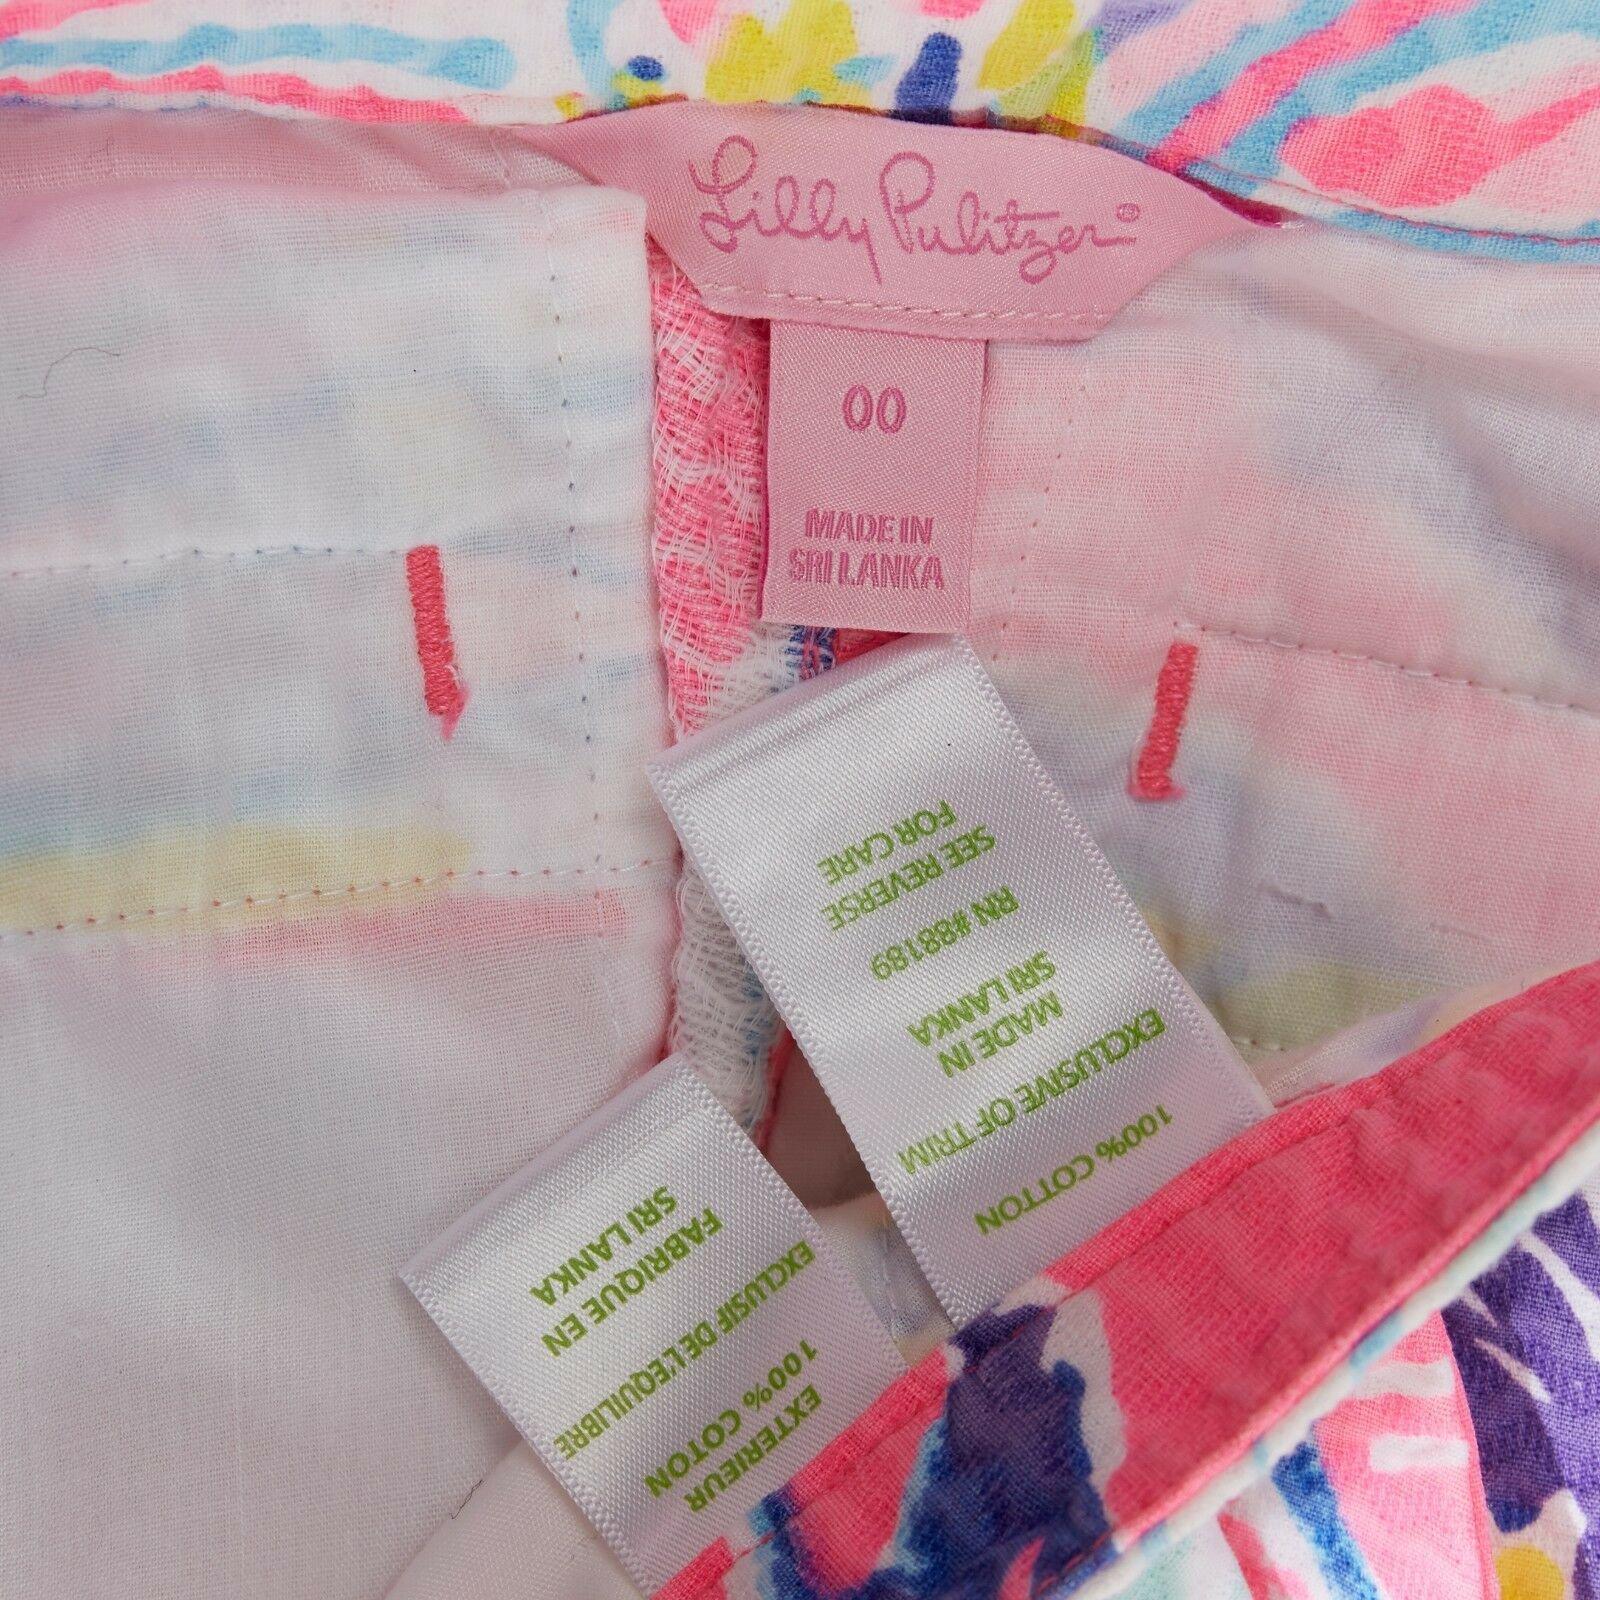 Lilly Pulitzer®
00
MADE IN
SRI LANKA
100% COTTON
EXCLUSIVE OF TRIM
MADE IN
SRI LANKA
RN #88189
SEE REVERSE
FOR CARE
EXTERIEUR
100% COTON
EXCLUSIF DE L'EQUILIBRE
FABRIQUE EN
SRI LANKA